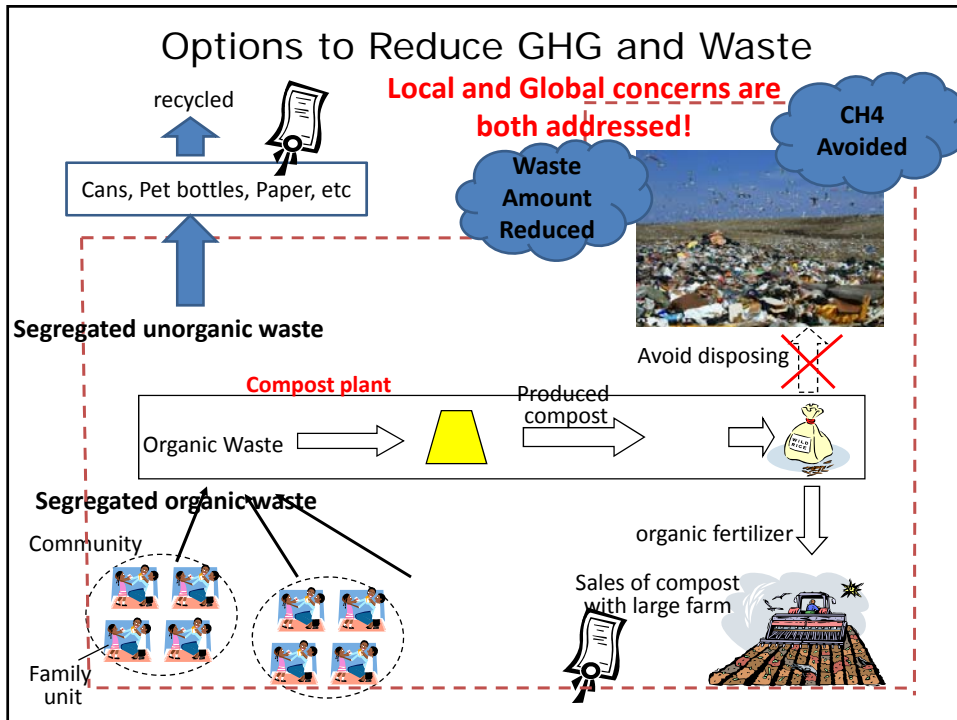 Options to Reduce GHG and Waste
recycled
Local and Global concerns are
both addressed!
CH4
Avoided
Cans, Pet bottles, Paper, etc
Waste
Amount
Reduced
Segregated unorganic waste
Avoid disposing
Compost plant
Produced
compost
Organic Waste
WILD
RICE
Segregated organic waste
Community
organic fertilizer
Sales of compost
with large farm
Family
unit